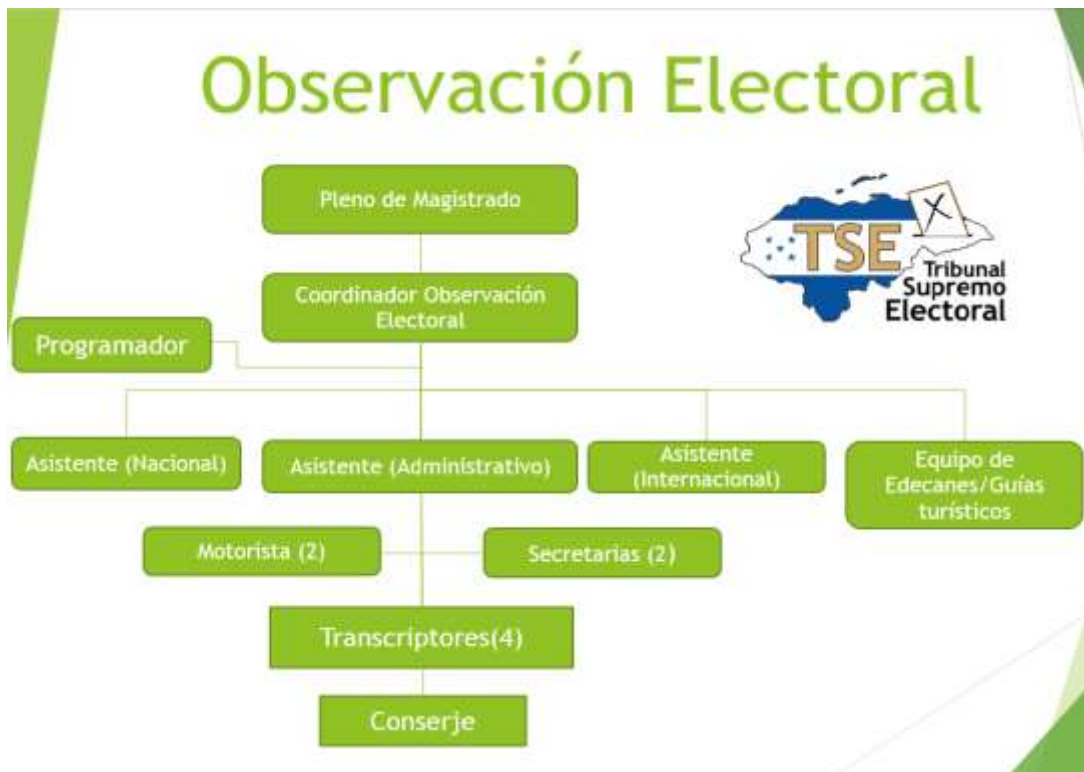 Observación Electoral
Pleno de Magistrado
TSE
Tribunal
Supremo
Electoral
Coordinador Observación
Electoral
Programador
Asistente (Nacional)
Asistente (Administrativo)
Asistente
(Internacional)
Equipo de
Edecanes/Guías
turísticos
Motorista (2)
Secretarias (2)
Transcriptores(4)
Conserje